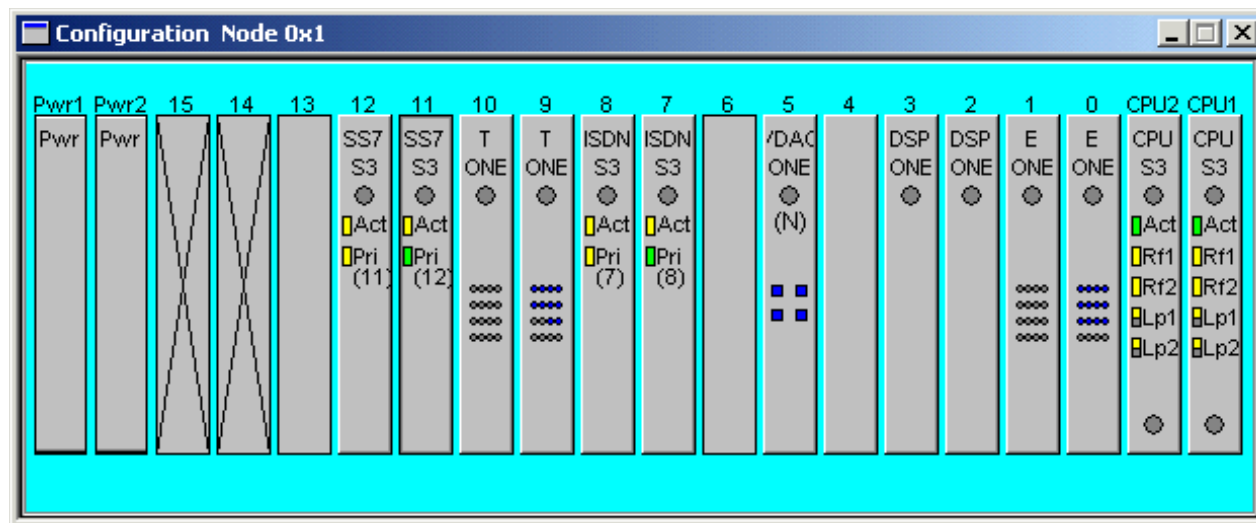 Configuration Node 0x1
Pwr1 Pwr2 15 14 13 12 11 10 9 8 7 6 5 4 3 2 1 0 CPU2 CPU1
Pwr Pwr SS7 SS7 T T ISDN ISDN /DAC DSP DSP E E CPU CPU
S3 S3 ONE ONE S3 S3 ONE ONE ONE ONE ONE S3 S3
Act Act Act Act (N) Act Act
Pri Pri Pri Pri Rf1 Rf1
(11) (12) (7) (8) Rf2 Rf2
Lp1 Lp1
Lp2 Lp2